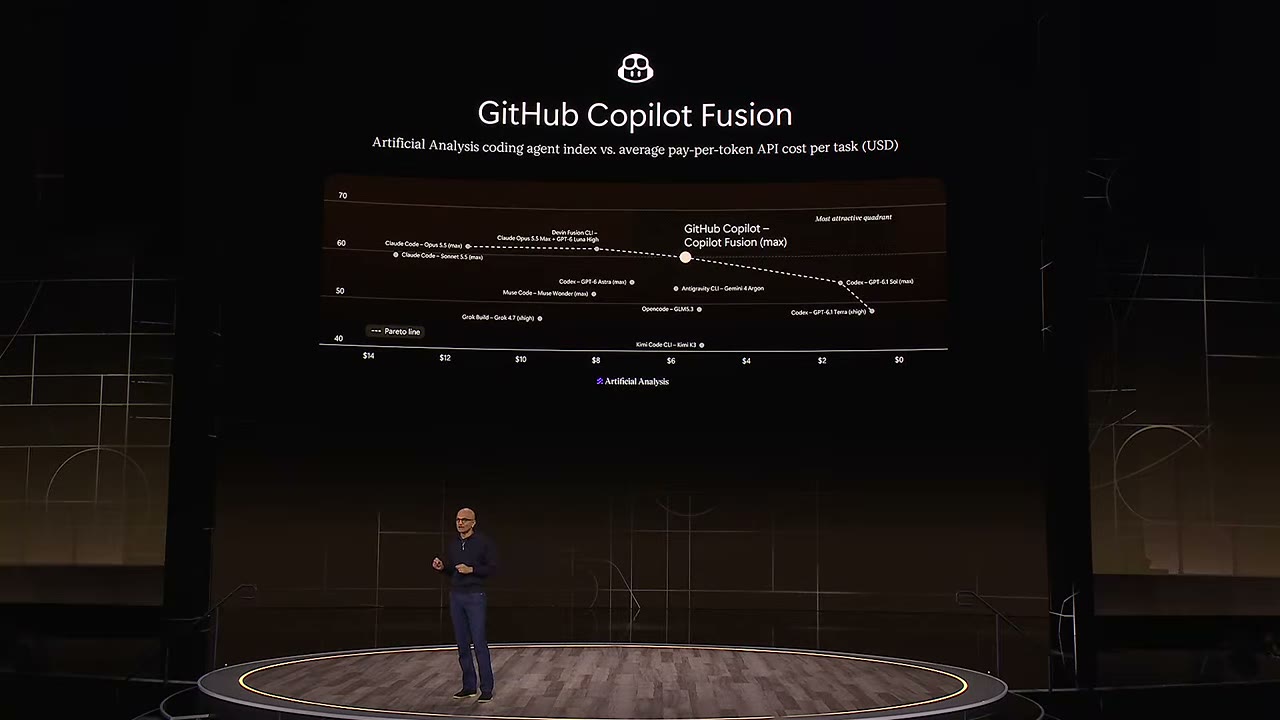 GitHub Copilot Fusion
Artificial Analysis coding agent index vs. average pay-per-token API cost per task (USD)
70
Most attractive quadrant
GitHub Copilot –
Copilot Fusion (max)
Devin Fusion CLI –
Claude Opus 5.5 Max + GPT-6 Luna High
60
Claude Code – Opus 5.5 (max)
Claude Code – Sonnet 5.5 (max)
Codex – GPT-6 Astra (max)
Antigravity CLI – Gemini 4 Argon
Codex – GPT-6.1 Sol (max)
50
Muse Code – Muse Wonder (max)
Opencode – GLM5.3
Codex – GPT-6.1 Terra (xhigh)
Grok Build – Grok 4.7 (xhigh)
Pareto line
40
Kimi Code CLI – Kimi K3
$14
$12
$10
$8
$6
$4
$2
$0
Artificial Analysis